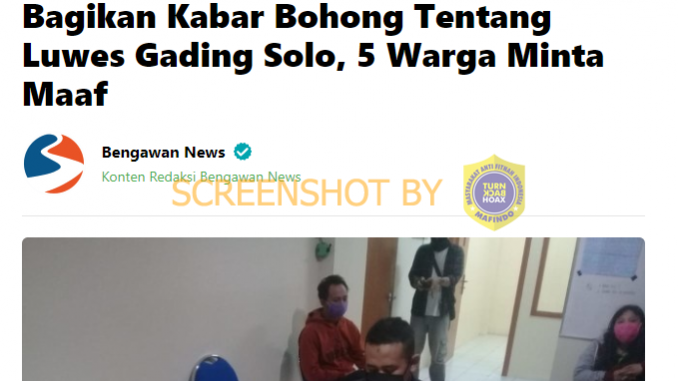 Bagikan Kabar Bohong Tentang
Luwes Gading Solo, 5 Warga Minta
Maaf
Bengawan News
Konten Redaksi Bengawan News
SCREENSHOT BY
MASYARAKAT ANTI FITNAH INDONESIA
TURN
BACK
HOAX
MAFINDO